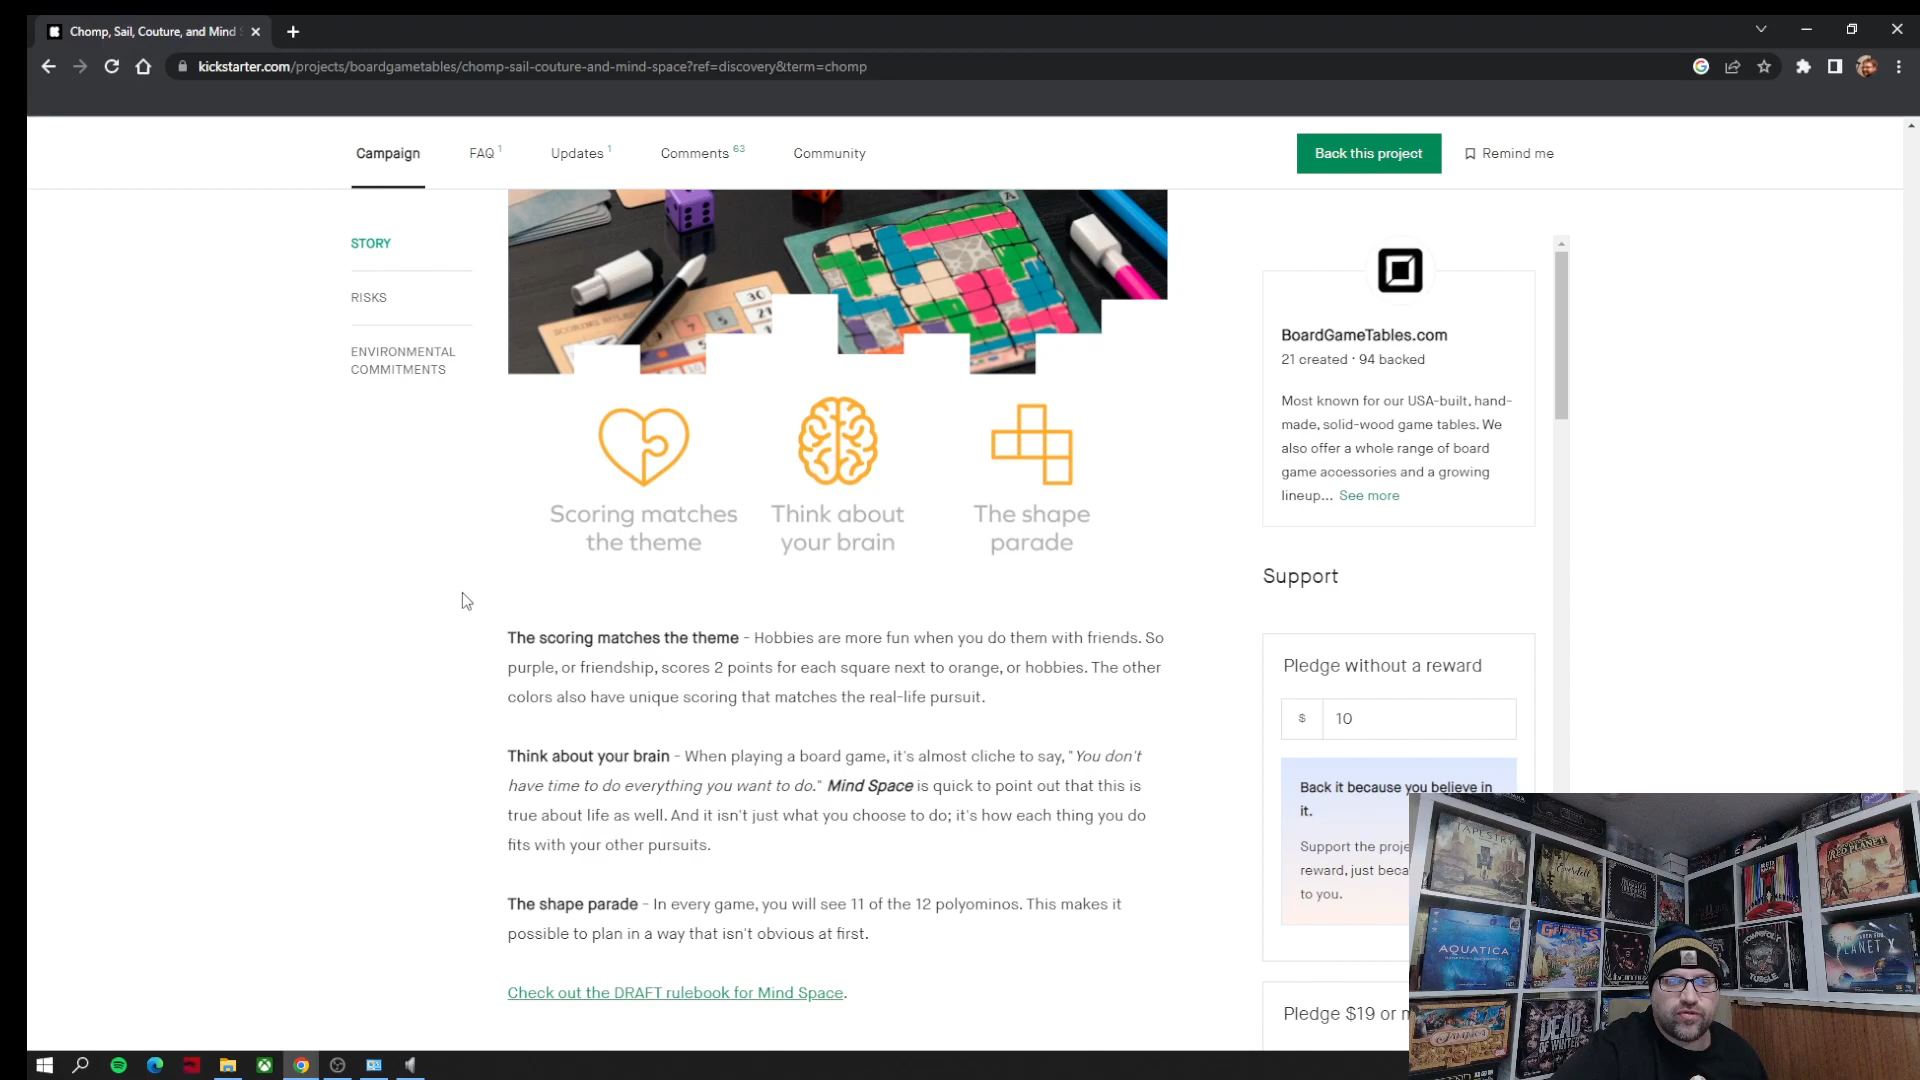 Chomp, Sail, Couture, and Mind S
kickstarter.com/projects/boardgametables/chomp-sail-couture-and-mind-space?ref=discovery&term=chomp
Campaign
FAQ 1
Updates 1
Comments 63
Community
Back this project
Remind me
STORY
RISKS
ENVIRONMENTAL
COMMITMENTS
30
A
Scoring matches
the theme
Think about
your brain
The shape
parade
The scoring matches the theme - Hobbies are more fun when you do them with friends. So
purple, or friendship, scores 2 points for each square next to orange, or hobbies. The other
colors also have unique scoring that matches the real-life pursuit.
Think about your brain - When playing a board game, it's almost cliche to say, "You don't
have time to do everything you want to do." Mind Space is quick to point out that this is
true about life as well. And it isn't just what you choose to do; it's how each thing you do
fits with your other pursuits.
The shape parade - In every game, you will see 11 of the 12 polyominos. This makes it
possible to plan in a way that isn't obvious at first.
Check out the DRAFT rulebook for Mind Space.
BoardGameTables.com
21 created · 94 backed
Most known for our USA-built, hand-
made, solid-wood game tables. We
also offer a whole range of board
game accessories and a growing
lineup... See more
Support
Pledge without a reward
$ 10
Back it because you believe in
it.
Support the proje
reward, just beca
to you.
Pledge $19 or m
TAPESTRY
Everdell
RED PLANET
AQUATICA
PLANET X
JAMAICA
DEAD
OF WINTER